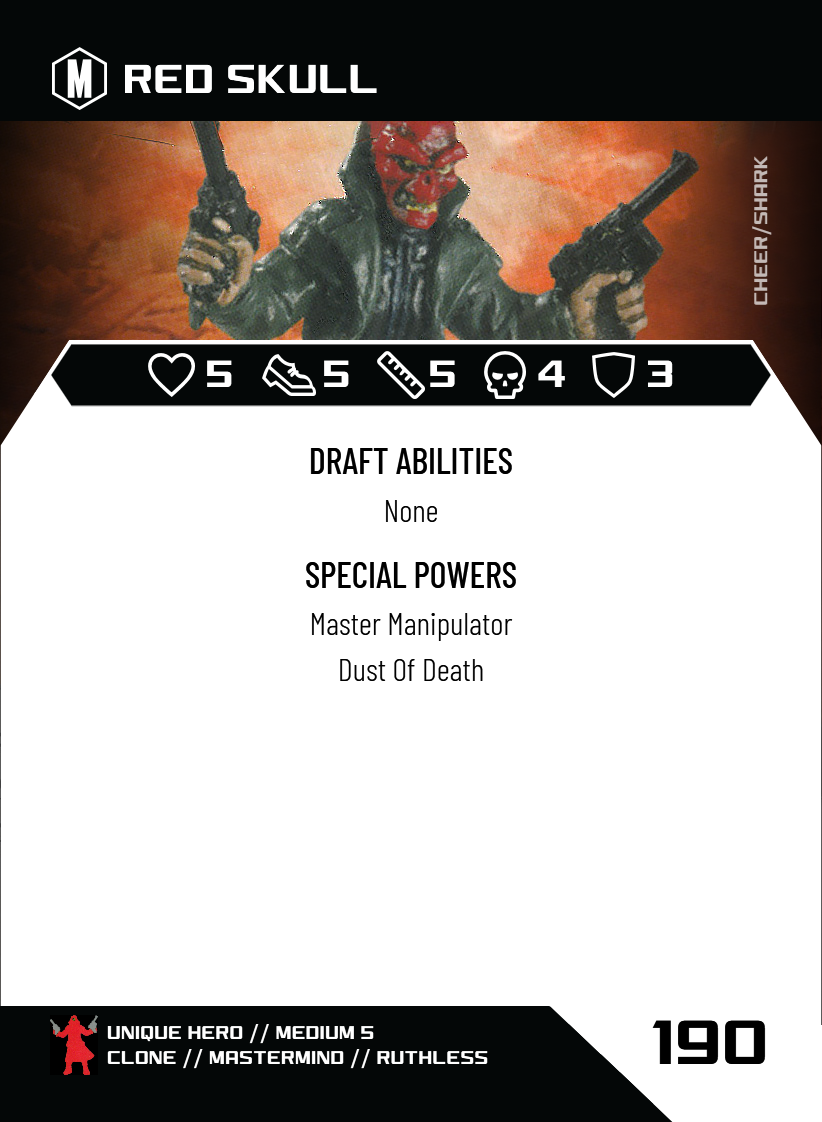 M RED SKULL
CHEER/SHARK
5 5 5 4 3
DRAFT ABILITIES
None
SPECIAL POWERS
Master Manipulator
Dust Of Death
UNIQUE HERO // MEDIUM 5
CLONE // MASTERMIND // RUTHLESS
190